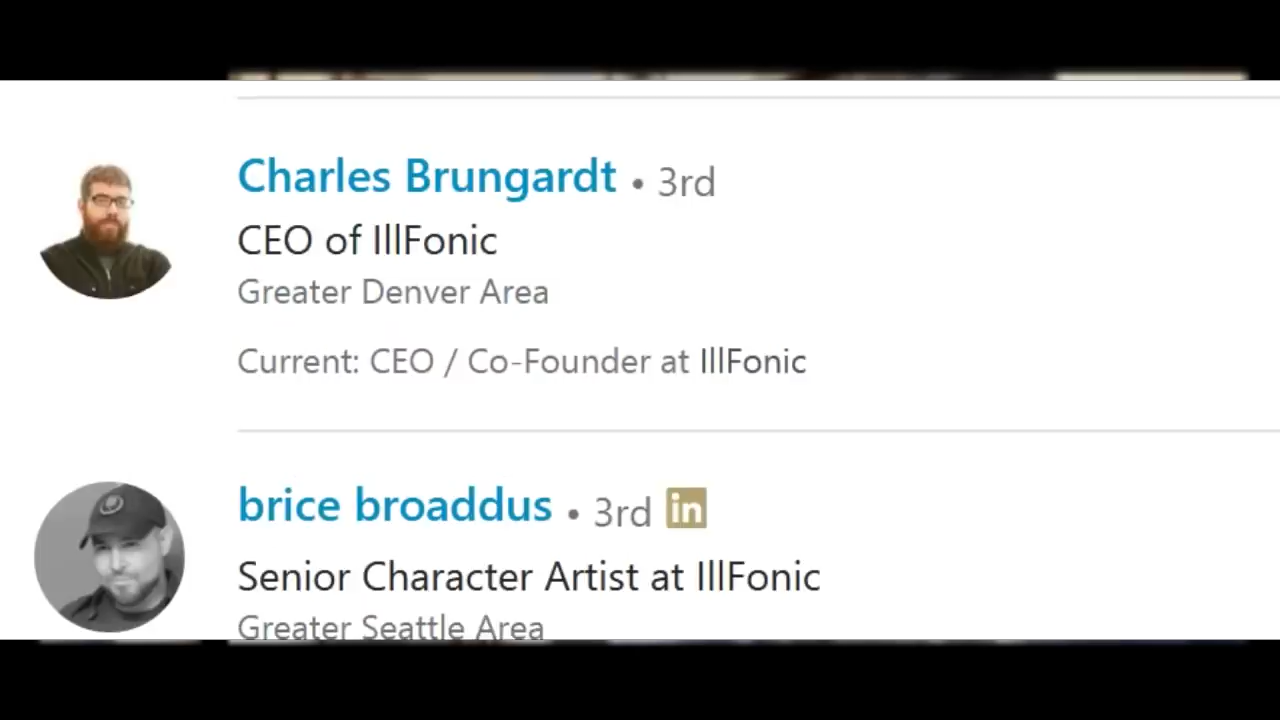 Charles Brungardt • 3rd
CEO of IllFonic
Greater Denver Area
Current: CEO / Co-Founder at IllFonic
brice broaddus • 3rd in
Senior Character Artist at IllFonic
Greater Seattle Area